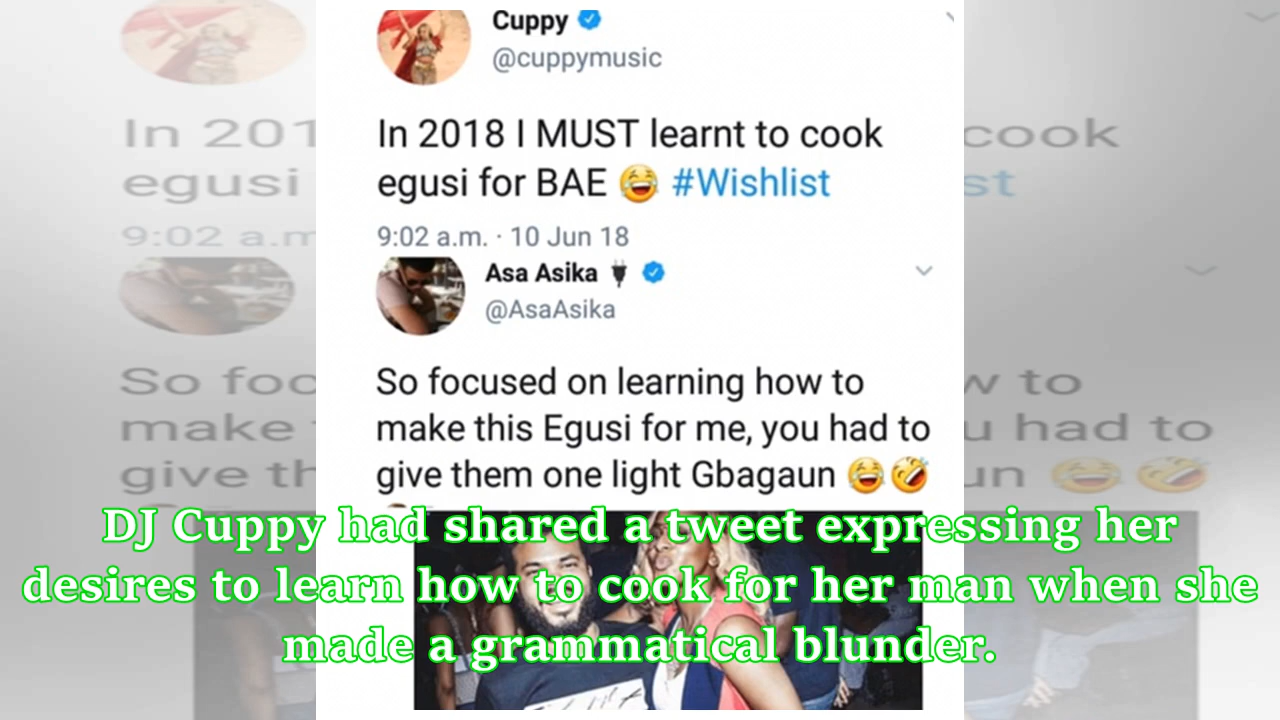 Cuppy
@cuppymusic
In 2018 I MUST learnt to cook
egusi for BAE 😂 #Wishlist
9:02 a.m. · 10 Jun 18
Asa Asika 🔌
@AsaAsika
So focused on learning how to
make this Egusi for me, you had to
give them one light Gbagaun 😂🤣
DJ Cuppy had shared a tweet expressing her
desires to learn how to cook for her man when she
made a grammatical blunder.